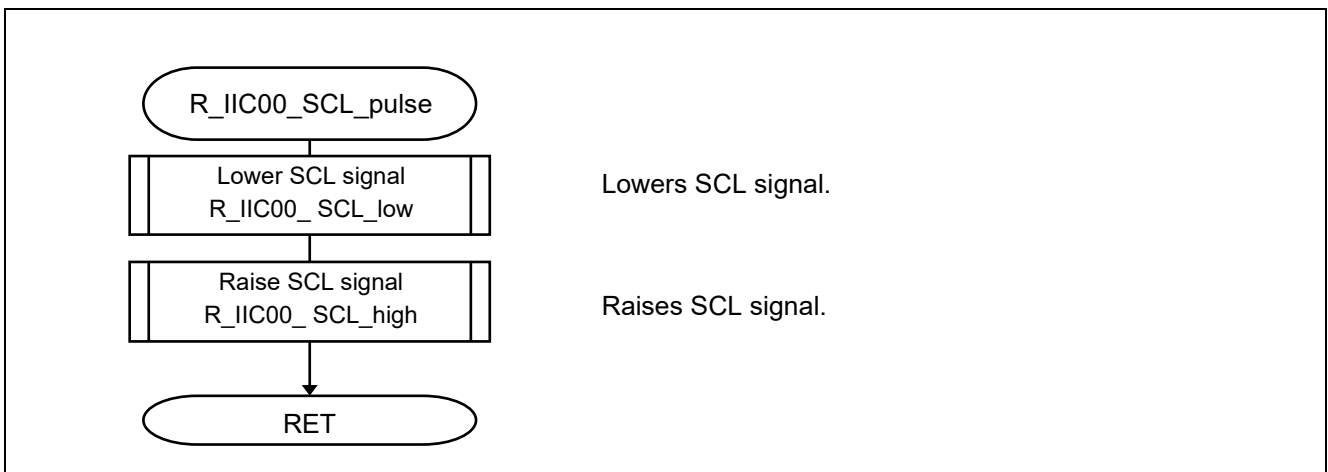 R_IIC00_SCL_pulse
Lower SCL signal
R_IIC00_ SCL_low
Lowers SCL signal.
Raise SCL signal
R_IIC00_ SCL_high
Raises SCL signal.
RET